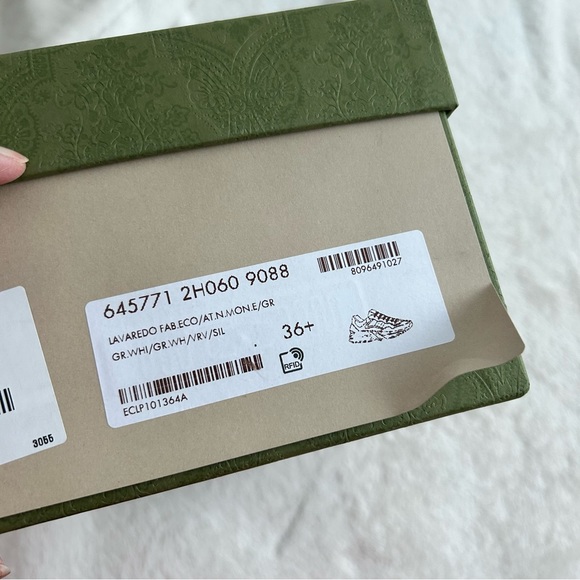 645771 2H060 9088
8096491027
LAVAREDO FAB.ECO/AT.N.MON.E/GR
GR.WHI/GR.WH/VRV/SIL
36+
RFID
ECLP101364A
3055